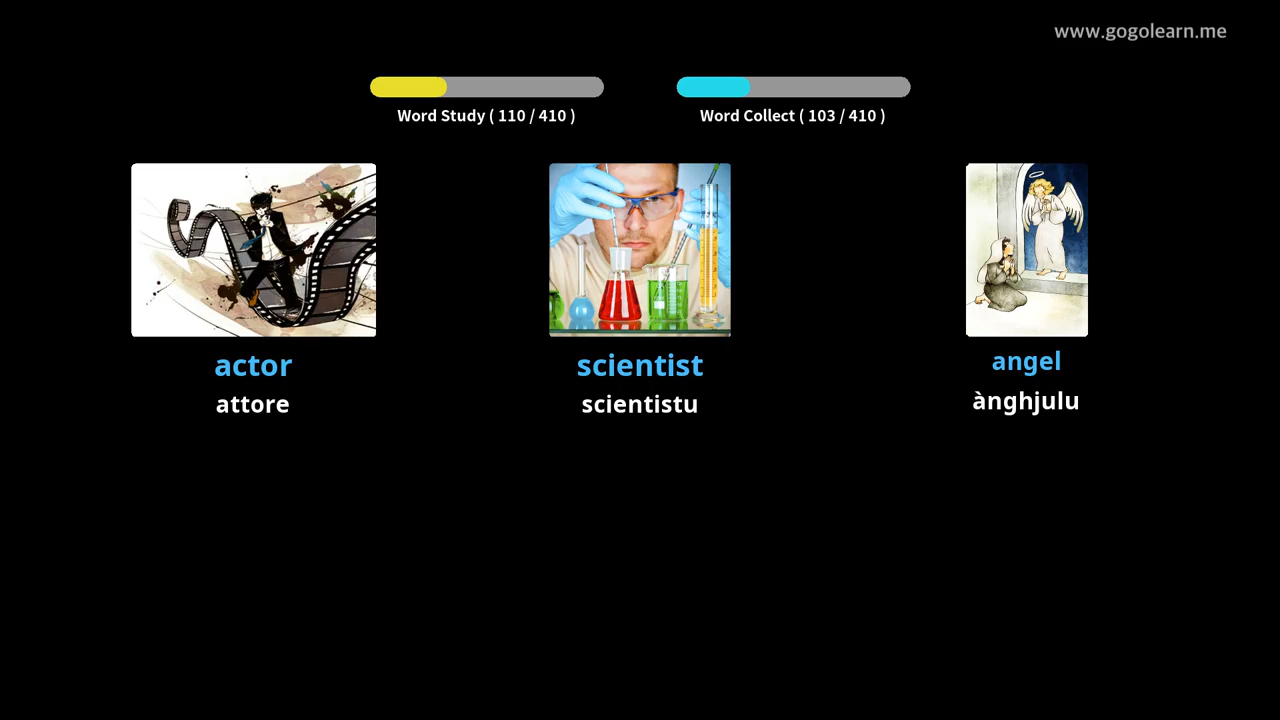 www.gogolearn.me
Word Study ( 110 / 410 )
Word Collect ( 103 / 410 )
actor
scientist
angel
attore
scientistu
ànghjulu